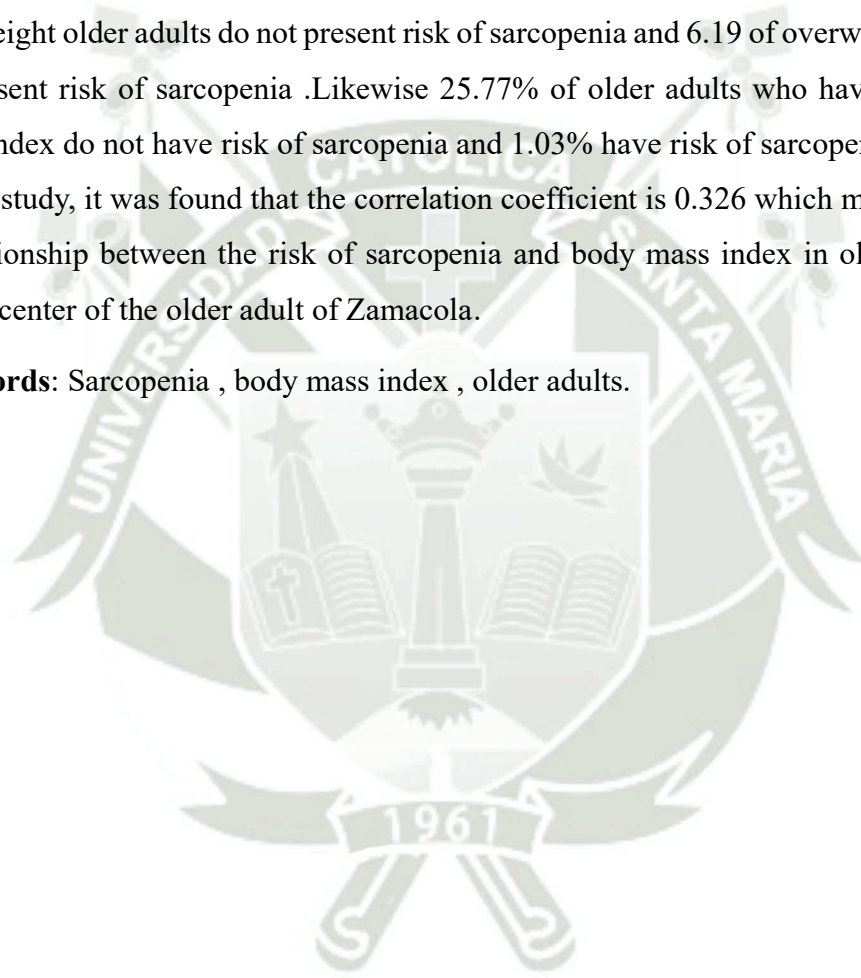 eight older adults do not present risk of sarcopenia and 6.19 of overw
sent risk of sarcopenia .Likewise 25.77% of older adults who hav
ndex do not have risk of sarcopenia and 1.03% have risk of sarcoper
study, it was found that the correlation coefficient is 0.326 which m
ionship between the risk of sarcopenia and body mass index in ol
center of the older adult of Zamacola.
ords: Sarcopenia , body mass index , older adults.
UNIVERSIDAD CATOLICA SANTA MARIA
1961